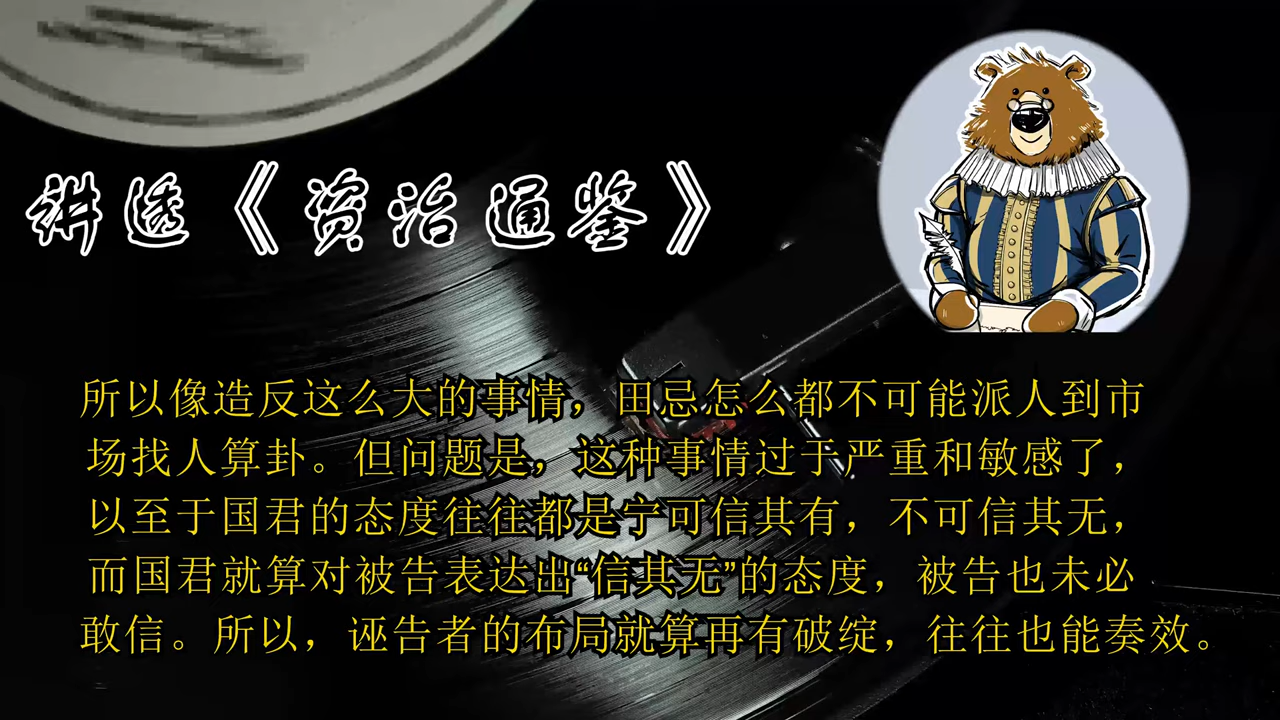 讲透《资治通鉴》
所以像造反这么大的事情，田忌怎么都不可能派人到市
场找人算卦。但问题是，这种事情过于严重和敏感了，
以至于国君的态度往往都是宁可信其有，不可信其无，
而国君就算对被告表达出“信其无”的态度，被告也未必
敢信。所以，诬告者的布局就算再有破绽，往往也能奏效。